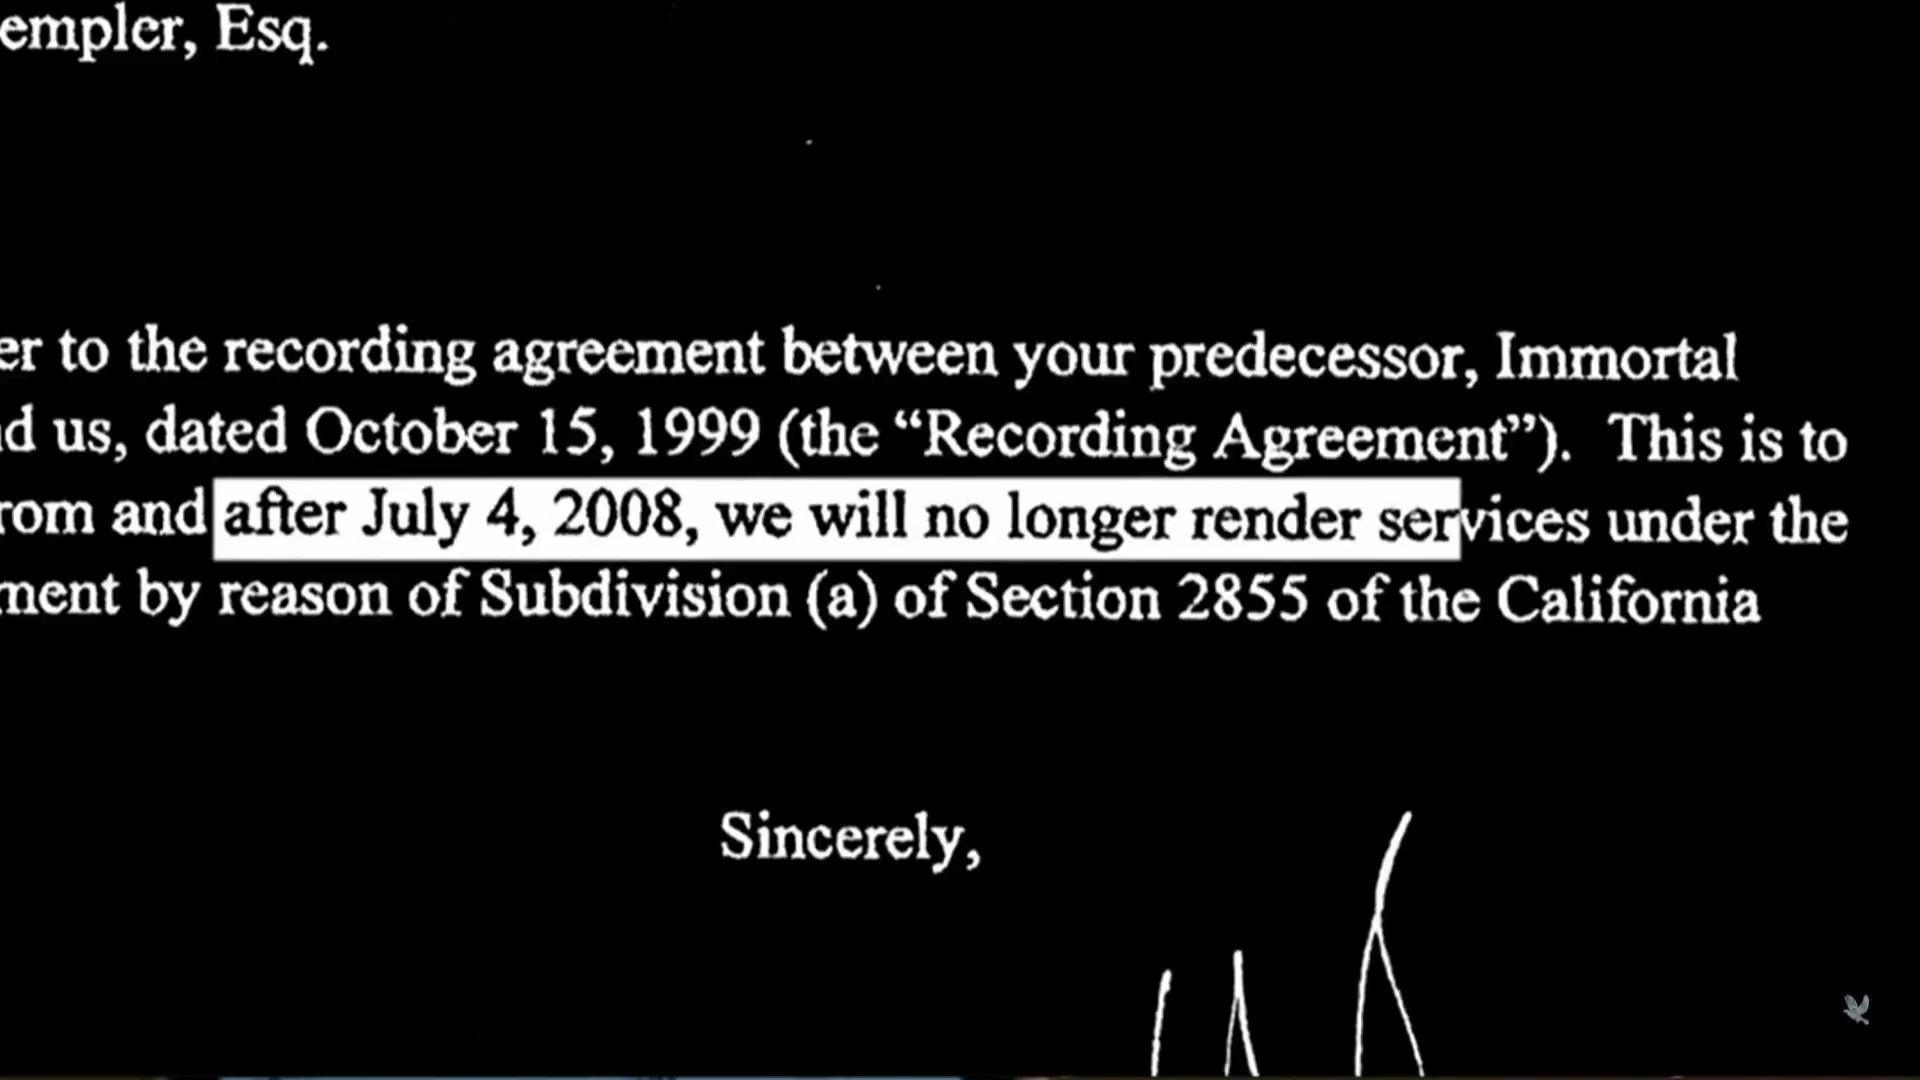 empler, Esq.
er to the recording agreement between your predecessor, Immortal
d us, dated October 15, 1999 (the “Recording Agreement”). This is to
rom and after July 4, 2008, we will no longer render services under the
ment by reason of Subdivision (a) of Section 2855 of the California
Sincerely,